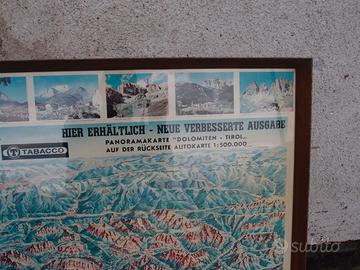 HIER ERHÄLTLICH - NEUE VERBESSERTE AUSGABE
PANORAMAKARTE "DOLOMITEN - TIROL„
AUF DER RÜCKSEITE AUTOKARTE 1:500.000
T TABACCO
subito